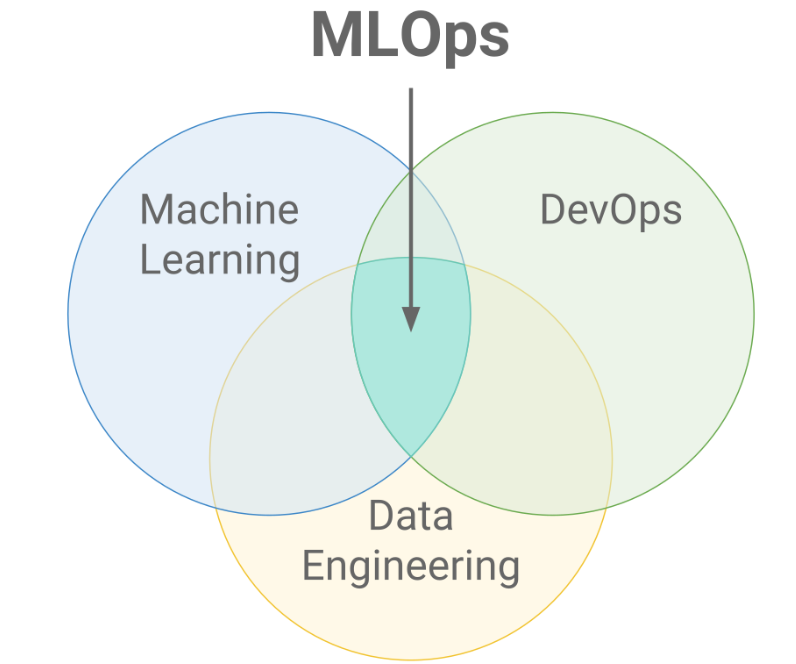 MLOps
Machine
Learning
DevOps
Data
Engineering